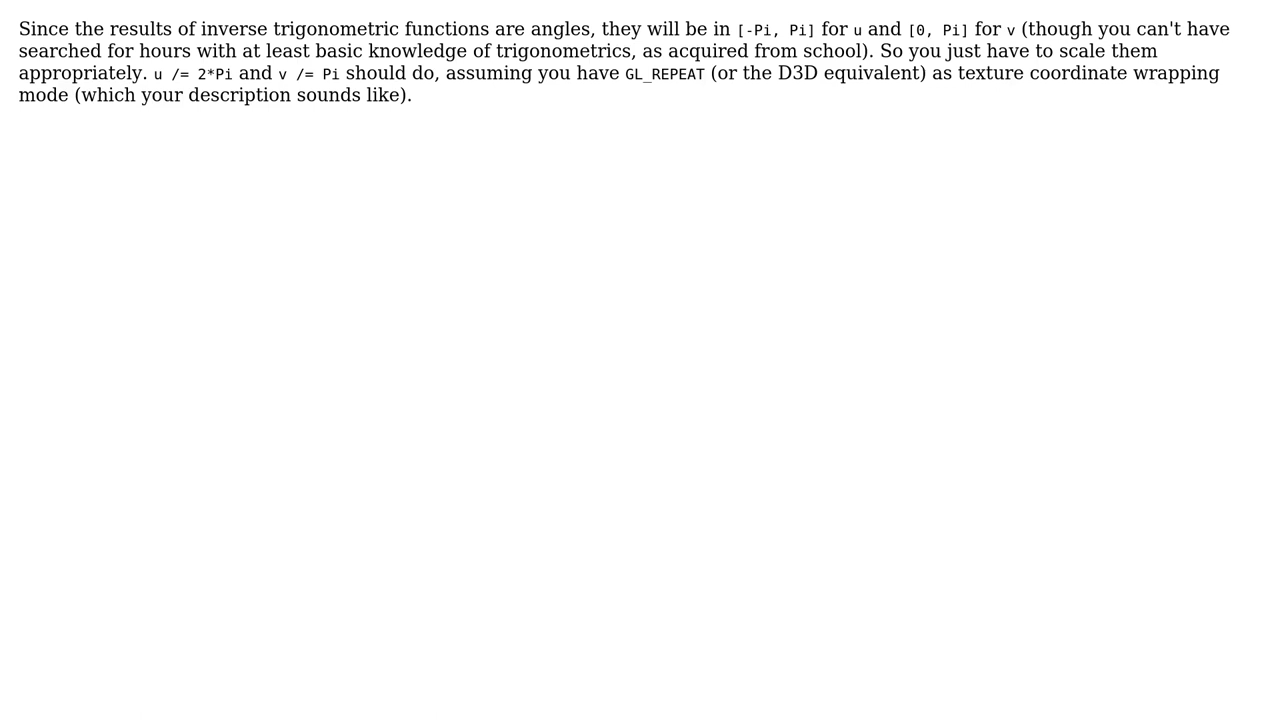 Since the results of inverse trigonometric functions are angles, they will be in [-Pi, Pi] for u and [0, Pi] for v (though you can't have
searched for hours with at least basic knowledge of trigonometrics, as acquired from school). So you just have to scale them
appropriately. u /= 2*Pi and v /= Pi should do, assuming you have GL_REPEAT (or the D3D equivalent) as texture coordinate wrapping
mode (which your description sounds like).